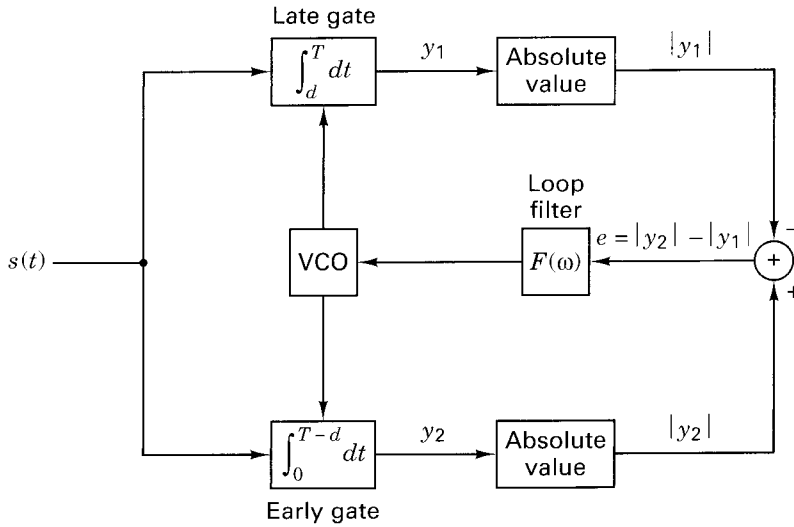 Late gate
∫_d^T dt
y₁
Absolute
value
|y₁|
−
Loop
filter
s(t)
VCO
F(ω)
e = |y₂| − |y₁|
+
+
∫_0^{T−d} dt
y₂
Absolute
value
|y₂|
Early gate